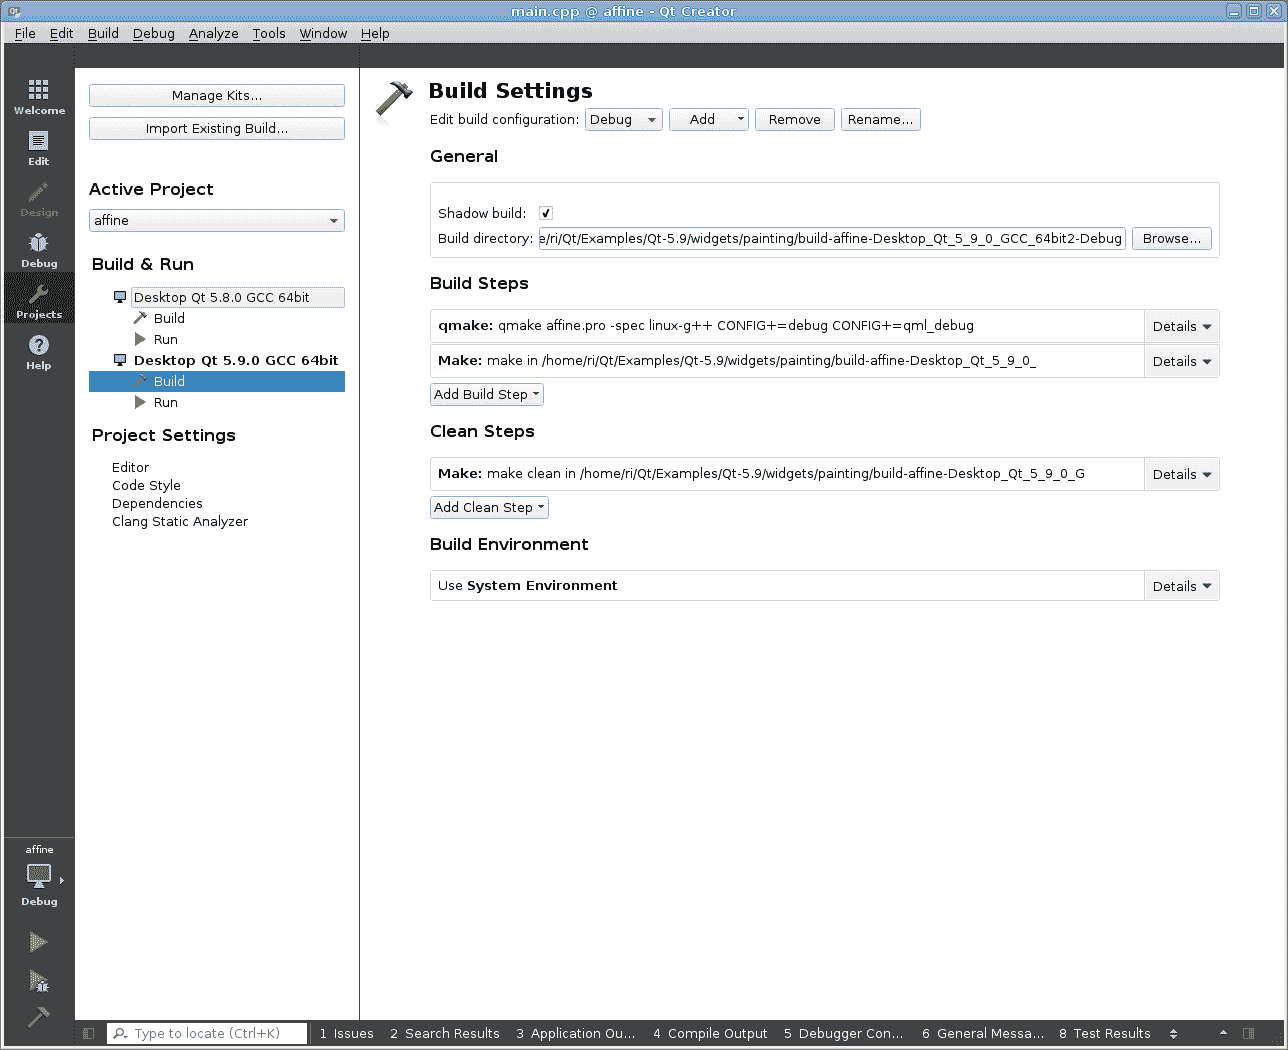 main.cpp @ affine - Qt Creator
File Edit Build Debug Analyze Tools Window Help
Welcome
Edit
Design
Debug
Projects
Help
affine
Debug
Manage Kits...
Import Existing Build...
Active Project
affine
Build & Run
Desktop Qt 5.8.0 GCC 64bit
Build
Run
Desktop Qt 5.9.0 GCC 64bit
Build
Run
Project Settings
Editor
Code Style
Dependencies
Clang Static Analyzer
Build Settings
Edit build configuration: Debug Add Remove Rename...
General
Shadow build:
Build directory: e/ri/Qt/Examples/Qt-5.9/widgets/painting/build-affine-Desktop_Qt_5_9_0_GCC_64bit2-Debug Browse...
Build Steps
qmake: qmake affine.pro -spec linux-g++ CONFIG+=debug CONFIG+=qml_debug Details
Make: make in /home/ri/Qt/Examples/Qt-5.9/widgets/painting/build-affine-Desktop_Qt_5_9_0_ Details
Add Build Step
Clean Steps
Make: make clean in /home/ri/Qt/Examples/Qt-5.9/widgets/painting/build-affine-Desktop_Qt_5_9_0_G Details
Add Clean Step
Build Environment
Use System Environment Details
Type to locate (Ctrl+K) 1 Issues 2 Search Results 3 Application Ou... 4 Compile Output 5 Debugger Con... 6 General Messa... 8 Test Results